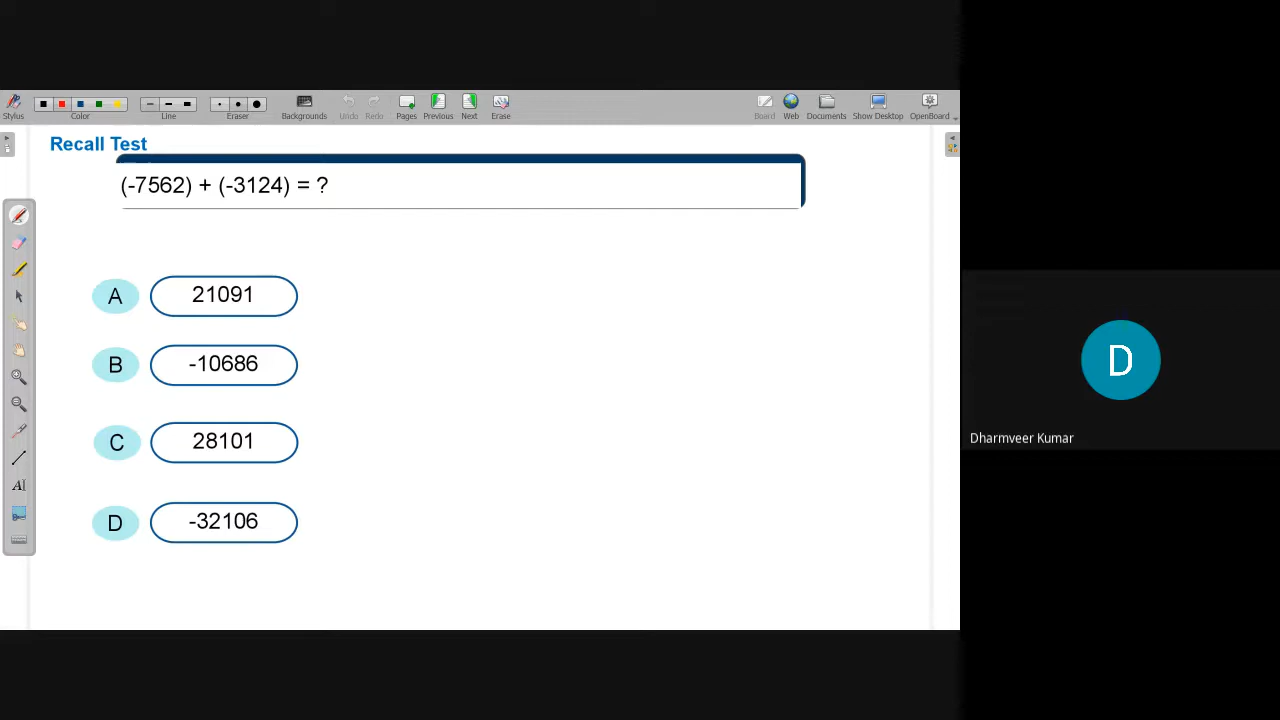 Stylus
Color
Line
Eraser
Backgrounds
Undo
Redo
Pages
Previous
Next
Erase
Board
Web
Documents
Show Desktop
OpenBoard
Recall Test
(-7562) + (-3124) = ?
A 21091
B -10686
C 28101
D -32106
D
Dharmveer Kumar